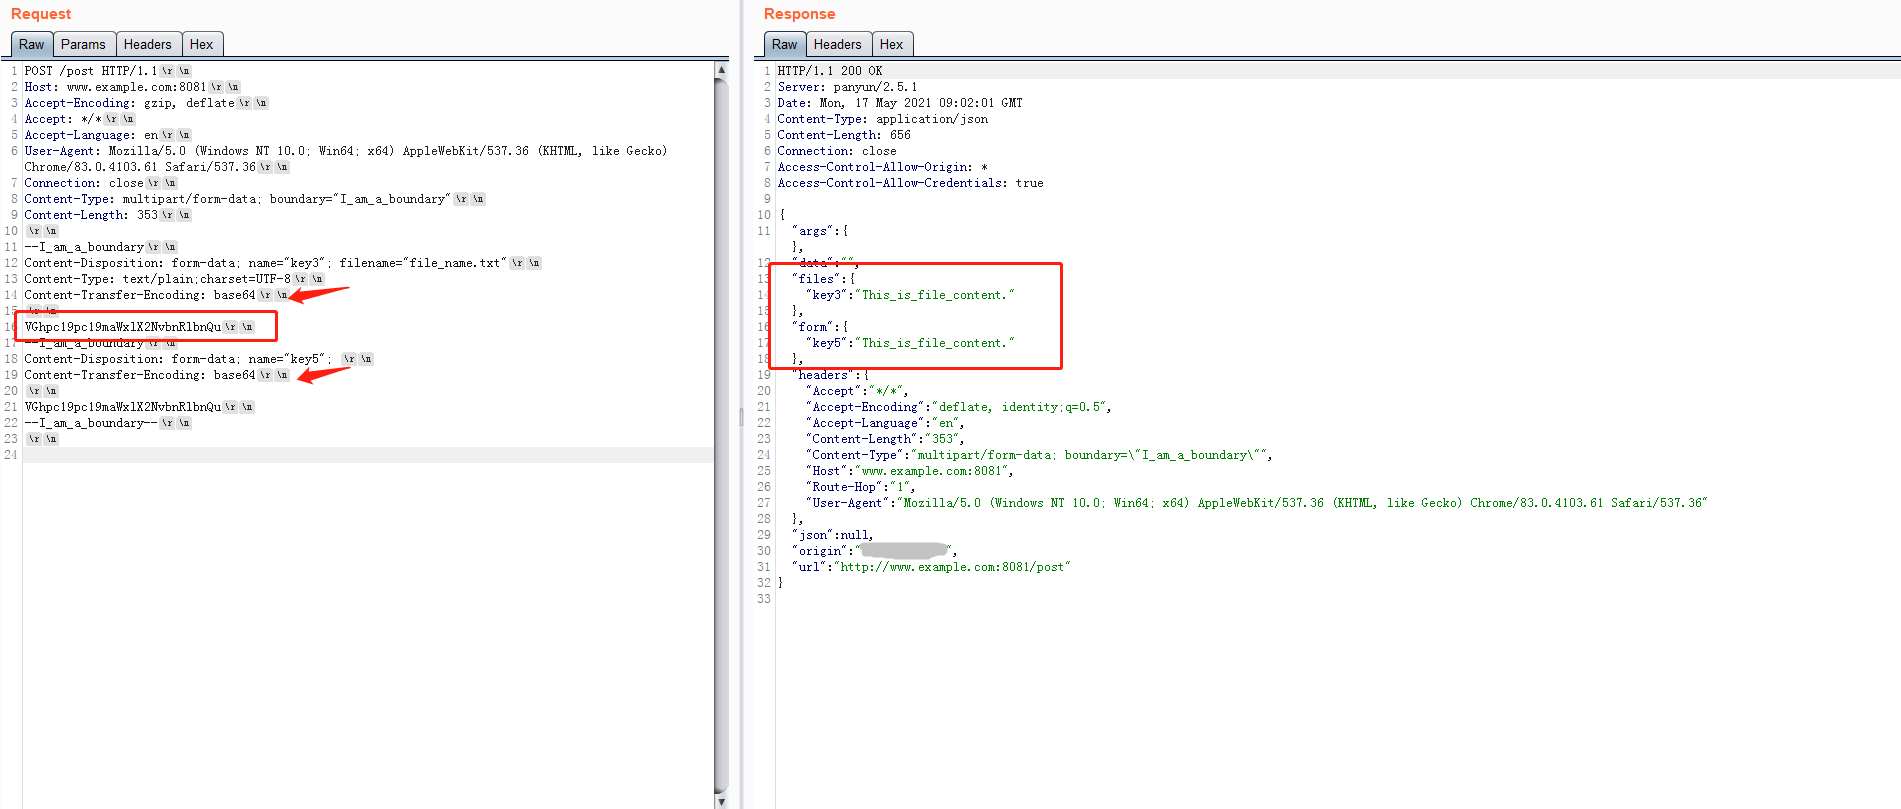 Request
Raw Params Headers Hex
1 POST /post HTTP/1.1 \r \n
2 Host: www.example.com:8081 \r \n
3 Accept-Encoding: gzip, deflate \r \n
4 Accept: */* \r \n
5 Accept-Language: en \r \n
6 User-Agent: Mozilla/5.0 (Windows NT 10.0; Win64; x64) AppleWebKit/537.36 (KHTML, like Gecko)
Chrome/83.0.4103.61 Safari/537.36 \r \n
7 Connection: close \r \n
8 Content-Type: multipart/form-data; boundary="I_am_a_boundary" \r \n
9 Content-Length: 353 \r \n
10 \r \n
11 --I_am_a_boundary \r \n
12 Content-Disposition: form-data; name="key3"; filename="file_name.txt" \r \n
13 Content-Type: text/plain;charset=UTF-8 \r \n
14 Content-Transfer-Encoding: base64 \r \n
15 \r \n
16 VGhpc19pc19maWxlX2NvbnRlbnQu \r \n
17 --I_am_a_boundary \r \n
18 Content-Disposition: form-data; name="key5"; \r \n
19 Content-Transfer-Encoding: base64 \r \n
20 \r \n
21 VGhpc19pc19maWxlX2NvbnRlbnQu \r \n
22 --I_am_a_boundary-- \r \n
23 \r \n
24
Response
Raw Headers Hex
1 HTTP/1.1 200 OK
2 Server: panyun/2.5.1
3 Date: Mon, 17 May 2021 09:02:01 GMT
4 Content-Type: application/json
5 Content-Length: 656
6 Connection: close
7 Access-Control-Allow-Origin: *
8 Access-Control-Allow-Credentials: true
9
10 {
11 "args":{
},
12 "data":"",
13 "files":{
14 "key3":"This_is_file_content."
15 },
16 "form":{
17 "key5":"This_is_file_content."
18 },
19 "headers":{
20 "Accept":"*/*",
21 "Accept-Encoding":"deflate, identity;q=0.5",
22 "Accept-Language":"en",
23 "Content-Length":"353",
24 "Content-Type":"multipart/form-data; boundary=\"I_am_a_boundary\"",
25 "Host":"www.example.com:8081",
26 "Route-Hop":"1",
27 "User-Agent":"Mozilla/5.0 (Windows NT 10.0; Win64; x64) AppleWebKit/537.36 (KHTML, like Gecko) Chrome/83.0.4103.61 Safari/537.36"
28 },
29 "json":null,
30 "origin":"",
31 "url":"http://www.example.com:8081/post"
32 }
33